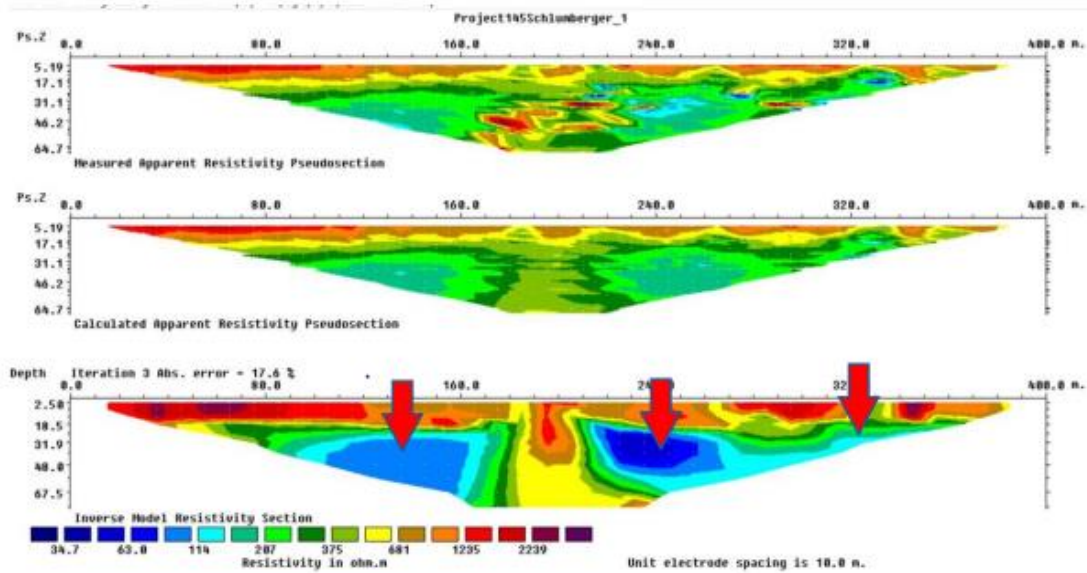 Project145Schlumberger_1
Ps.Z 0.0 80.0 160.0 240.0 320.0 400.0 m.
5.19
17.1
31.1
46.2
64.7
Measured Apparent Resistivity Pseudosection
Ps.Z 0.0 80.0 160.0 240.0 320.0 400.0 m.
5.19
17.1
31.1
46.2
64.7
Calculated Apparent Resistivity Pseudosection
Depth Iteration 3 Abs. error = 17.6 %
0.0 80.0 160.0 400.0 m.
2.50
18.5
31.9
48.0
67.5
Inverse Model Resistivity Section
34.7 63.0 114 207 375 681 1235 2239
Resistivity in ohm.m Unit electrode spacing is 10.0 m.